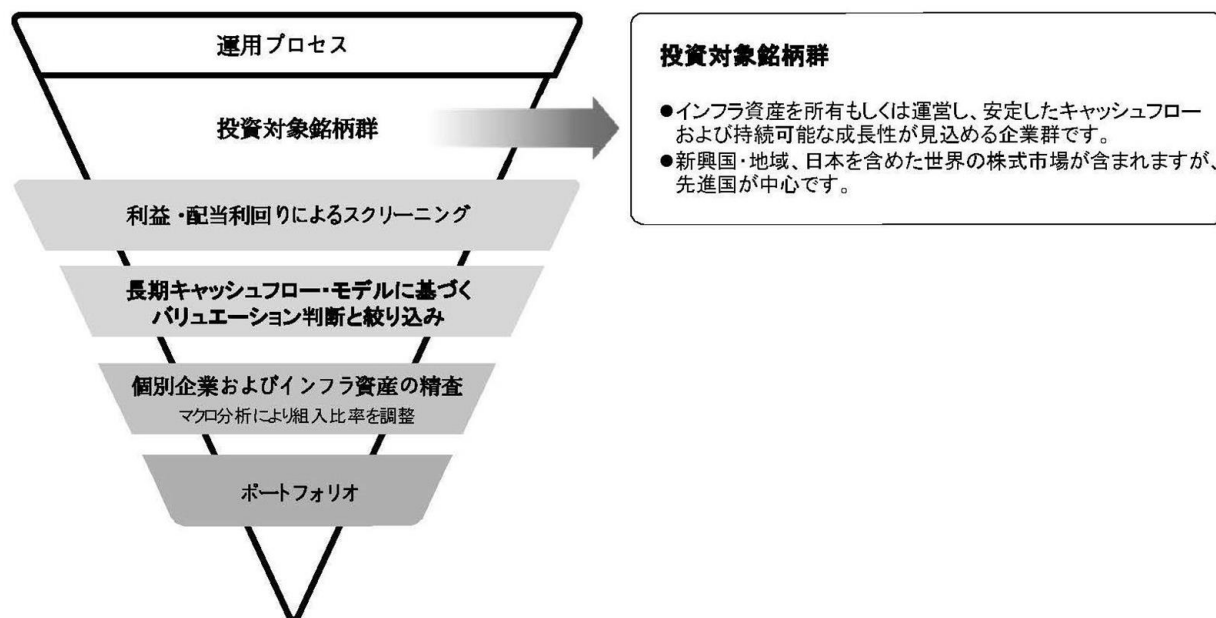 運用プロセス
投資対象銘柄群
利益・配当利回りによるスクリーニング
長期キャッシュフロー・モデルに基づく
バリュエーション判断と絞り込み
個別企業およびインフラ資産の精査
マクロ分析により組入比率を調整
ポートフォリオ
投資対象銘柄群
●インフラ資産を所有もしくは運営し、安定したキャッシュフロー
および持続可能な成長性が見込める企業群です。
●新興国・地域、日本を含めた世界の株式市場が含まれますが、
先進国が中心です。